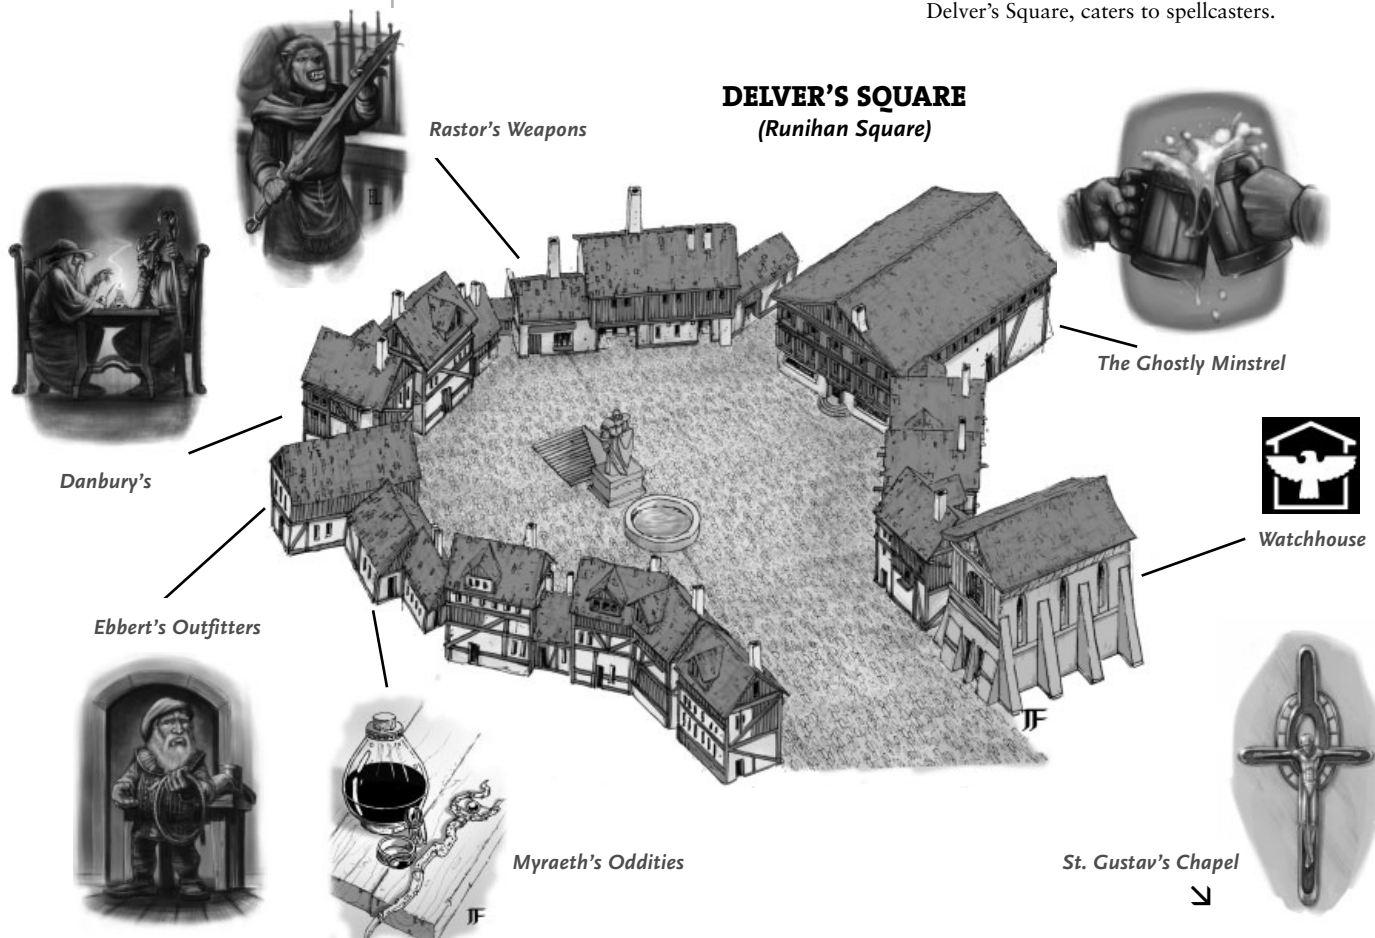 Delver’s Square, caters to spellcasters.
DELVER’S SQUARE
(Runihan Square)
Rastor’s Weapons
The Ghostly Minstrel
Danbury’s
Watchhouse
Ebbert’s Outfitters
Myraeth’s Oddities
St. Gustav’s Chapel